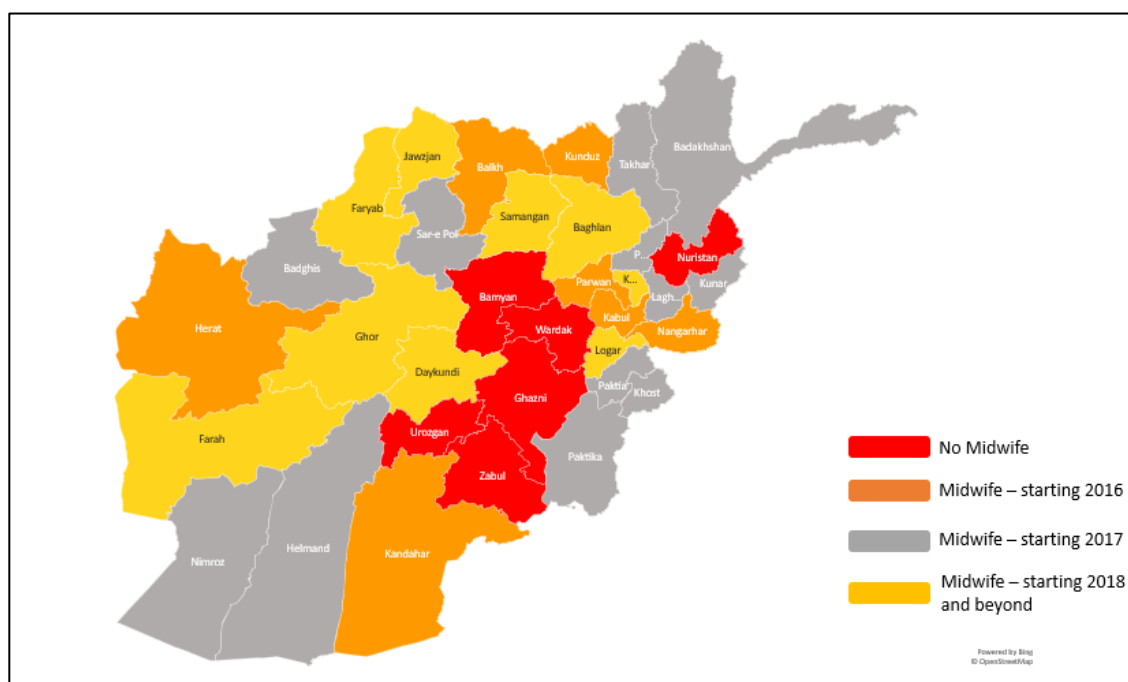 Jawzjan
Balkh
Kunduz
Takhar
Badakhshan
Faryab
Samangan
Baghlan
Sar-e Pol
Badghis
P...
Nuristan
K...
Parwan
Kunar
Bamyan
Lagh...
Herat
Wardak
Kabul
Nangarhar
Ghor
Logar
Daykundi
Paktia
Khost
Ghazni
Urozgan
Farah
Paktika
Zabul
Kandahar
Helmand
Nimroz
No Midwife
Midwife – starting 2016
Midwife – starting 2017
Midwife – starting 2018
and beyond
Powered by Bing
© OpenStreetMap